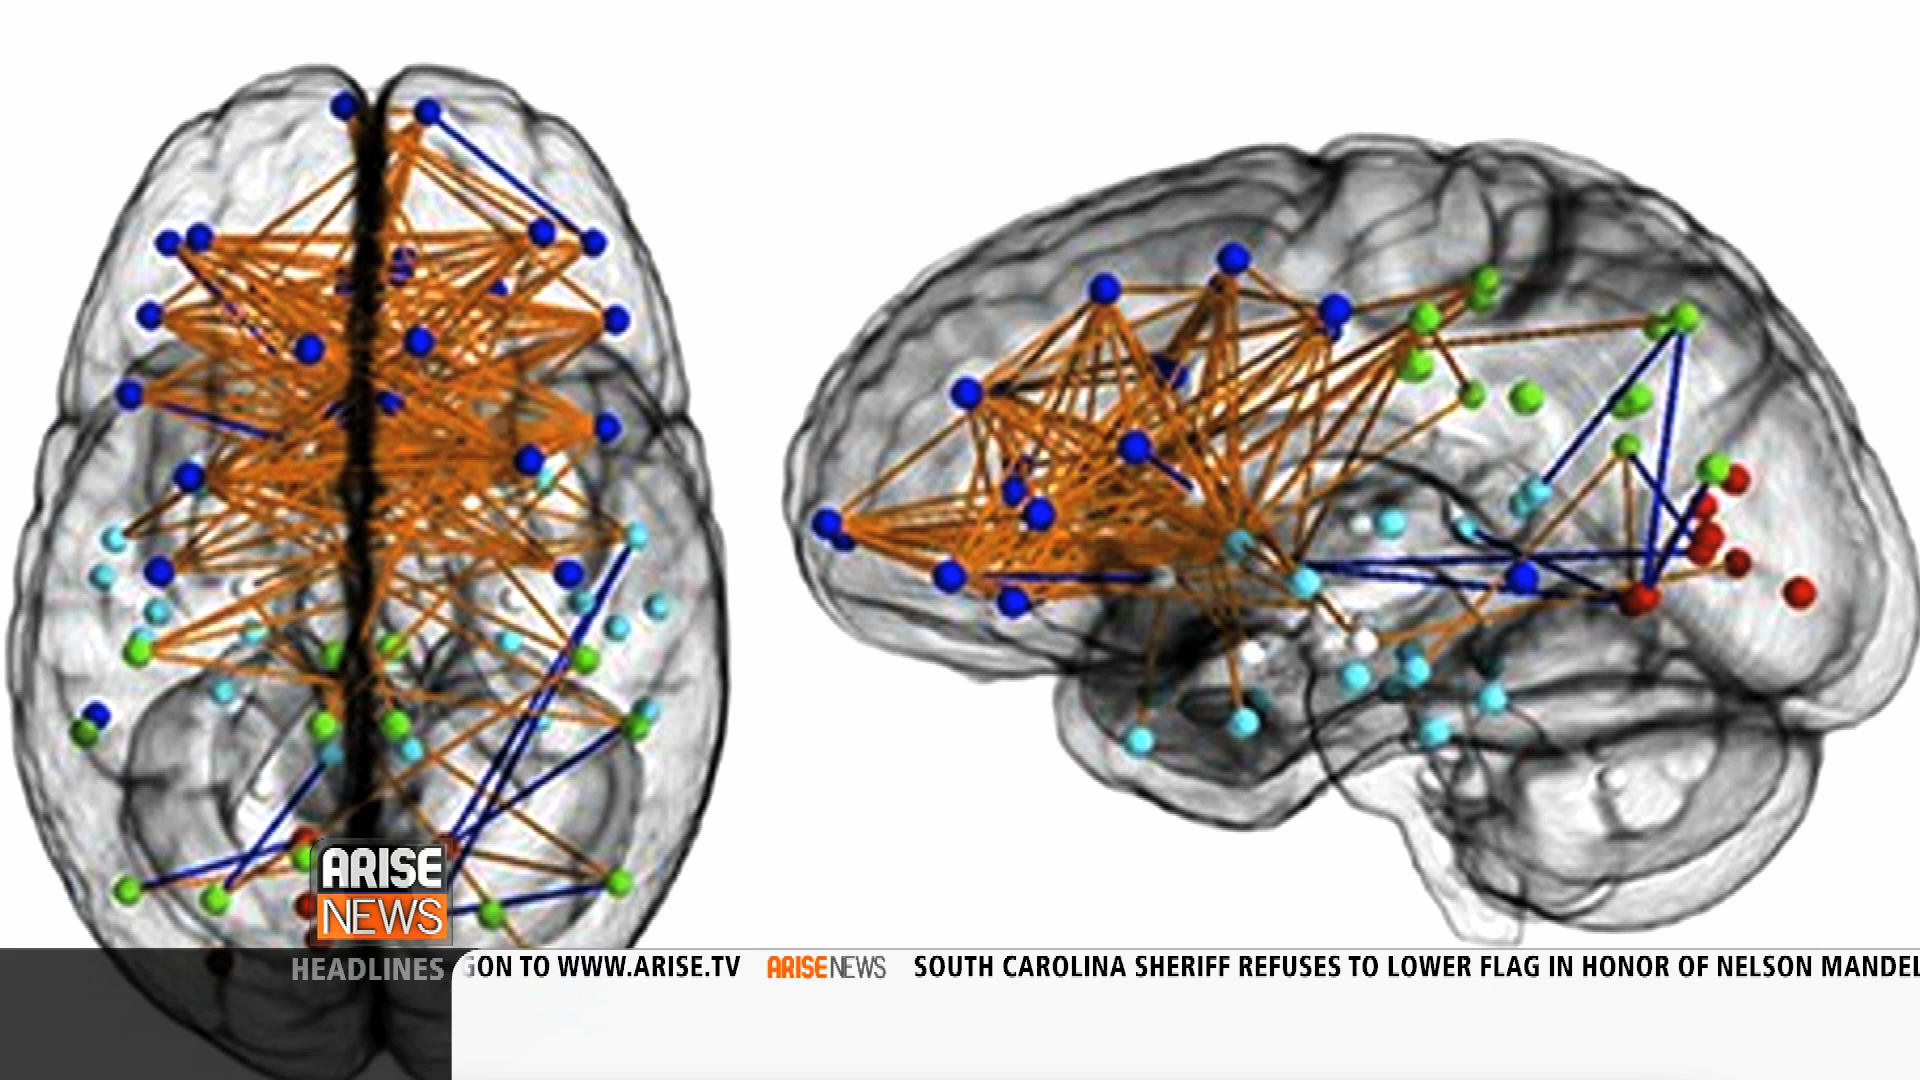 ARISE
NEWS
HEADLINES
GON TO WWW.ARISE.TV ARISENEWS SOUTH CAROLINA SHERIFF REFUSES TO LOWER FLAG IN HONOR OF NELSON MANDEL